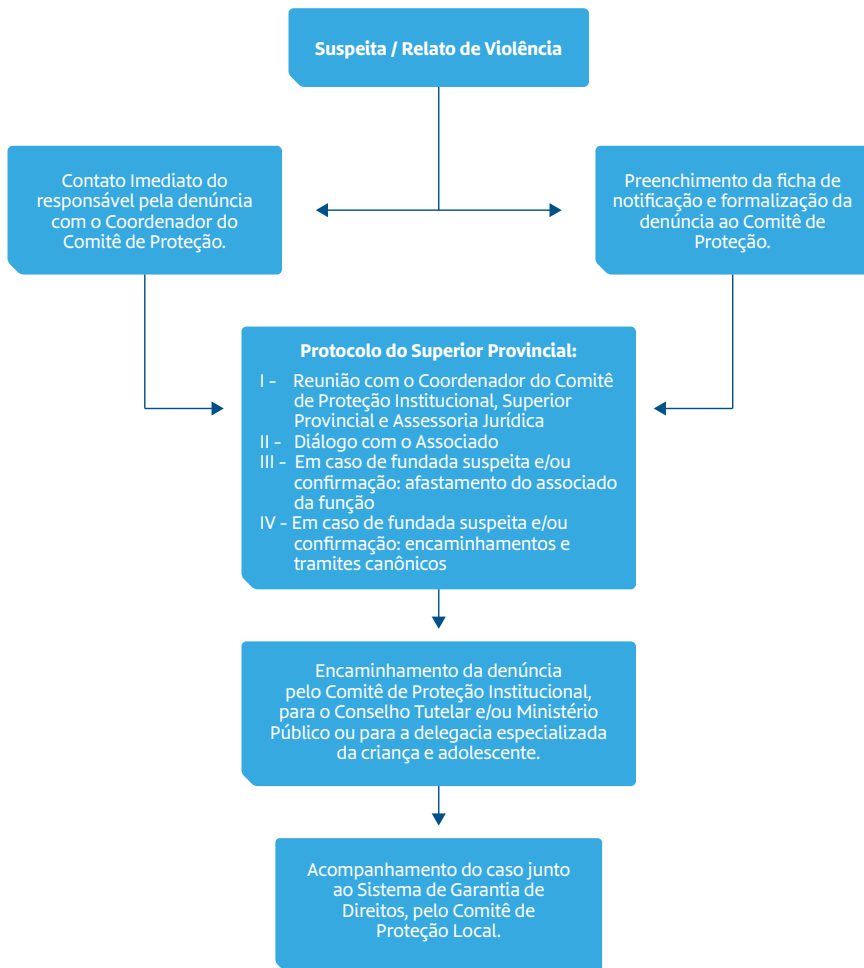 Suspeita / Relato de Violência
Contato Imediato do
responsável pela denúncia
com o Coordenador do
Comitê de Proteção.
Preenchimento da ficha de
notificação e formalização da
denúncia ao Comitê de
Proteção.
Protocolo do Superior Provincial:
I - Reunião com o Coordenador do Comitê
de Proteção Institucional, Superior
Provincial e Assessoria Jurídica
II - Diálogo com o Associado
III - Em caso de fundada suspeita e/ou
confirmação: afastamento do associado
da função
IV - Em caso de fundada suspeita e/ou
confirmação: encaminhamentos e
tramites canônicos
Encaminhamento da denúncia
pelo Comitê de Proteção Institucional,
para o Conselho Tutelar e/ou Ministério
Público ou para a delegacia especializada
da criança e adolescente.
Acompanhamento do caso junto
ao Sistema de Garantia de
Direitos, pelo Comitê de
Proteção Local.